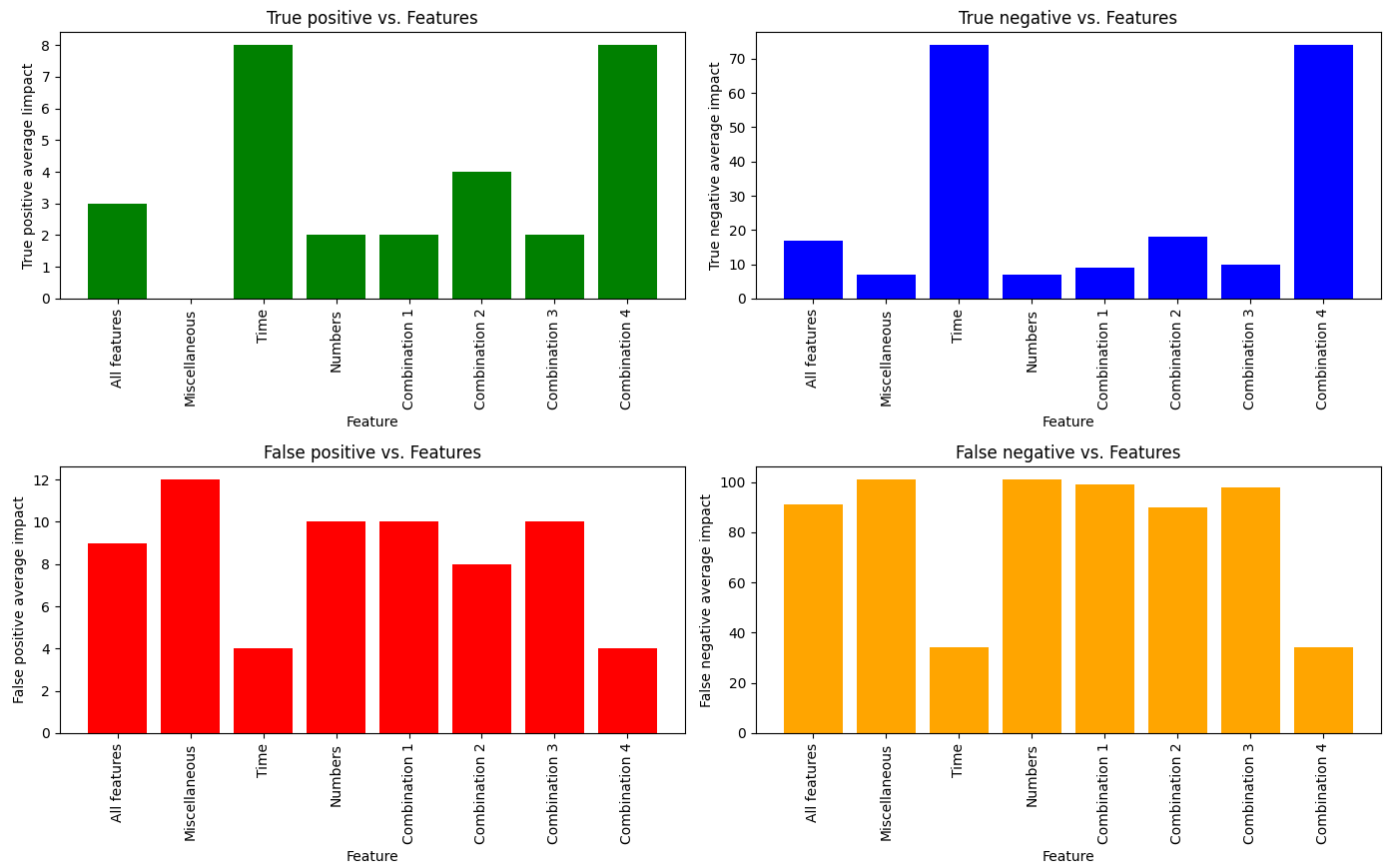 True positive vs. Features
True positive average Iimpact
8
7
6
5
4
3
2
1
0
All features
Miscellaneous
Time
Numbers
Combination 1
Combination 2
Combination 3
Combination 4
Feature
True negative vs. Features
True negative average impact
70
60
50
40
30
20
10
0
All features
Miscellaneous
Time
Numbers
Combination 1
Combination 2
Combination 3
Combination 4
Feature
False positive vs. Features
False positive average impact
12
10
8
6
4
2
0
All features
Miscellaneous
Time
Numbers
Combination 1
Combination 2
Combination 3
Combination 4
Feature
False negative vs. Features
False negative average impact
100
80
60
40
20
0
All features
Miscellaneous
Time
Numbers
Combination 1
Combination 2
Combination 3
Combination 4
Feature